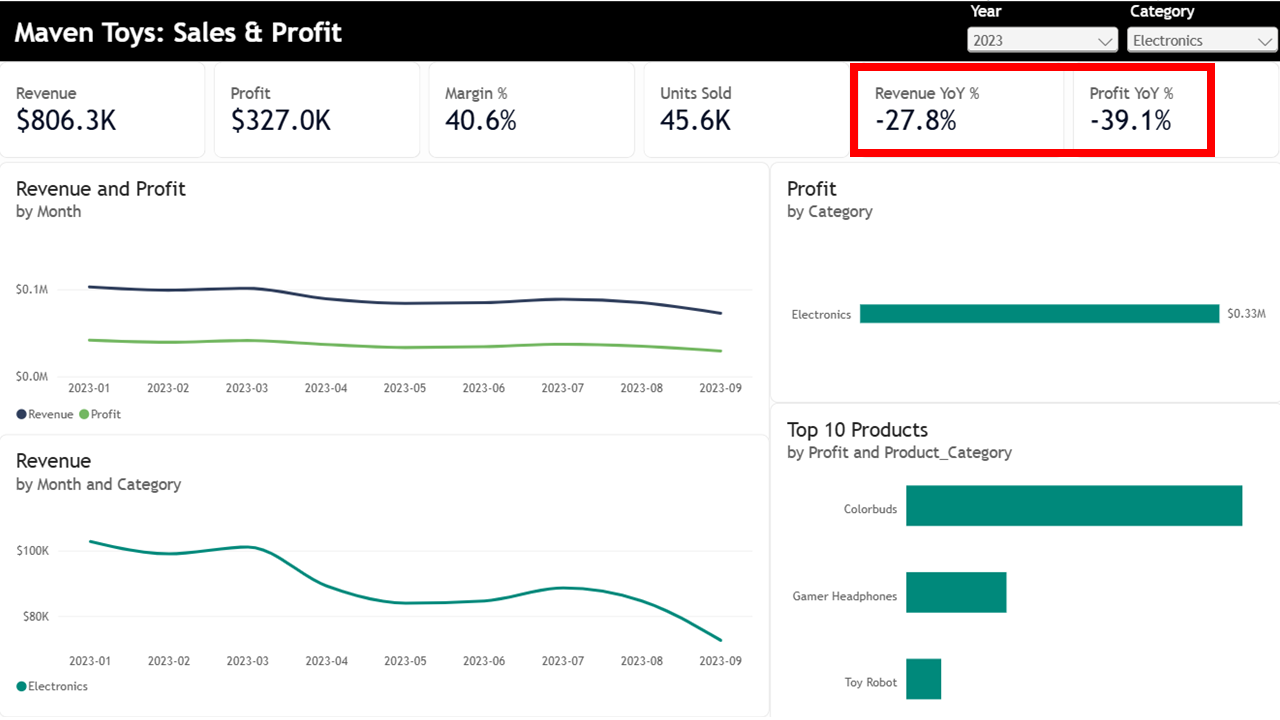 Maven Toys: Sales & Profit
Year
Category
2023
Electronics
Revenue
$806.3K
Profit
$327.0K
Margin %
40.6%
Units Sold
45.6K
Revenue YoY %
-27.8%
Profit YoY %
-39.1%
Revenue and Profit
by Month
$0.1M
$0.0M
2023-01 2023-02 2023-03 2023-04 2023-05 2023-06 2023-07 2023-08 2023-09
Revenue Profit
Revenue
by Month and Category
$100K
$80K
2023-01 2023-02 2023-03 2023-04 2023-05 2023-06 2023-07 2023-08 2023-09
Electronics
Profit
by Category
Electronics $0.33M
Top 10 Products
by Profit and Product_Category
Colorbuds
Gamer Headphones
Toy Robot